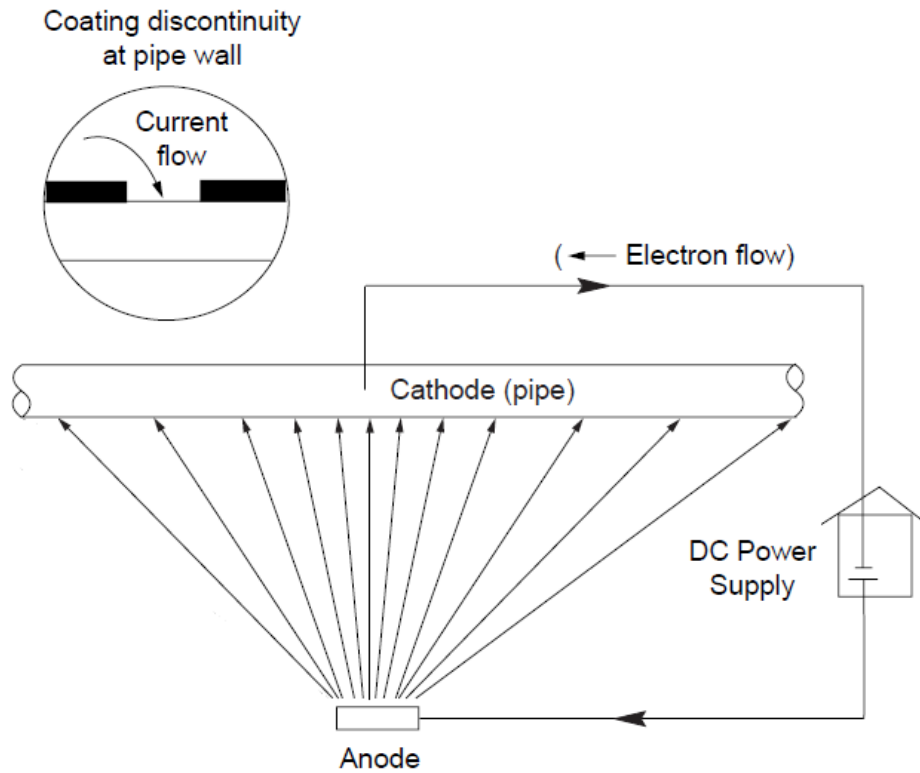 Coating discontinuity
at pipe wall
Current
flow
( ← Electron flow)
Cathode (pipe)
DC Power
Supply
Anode